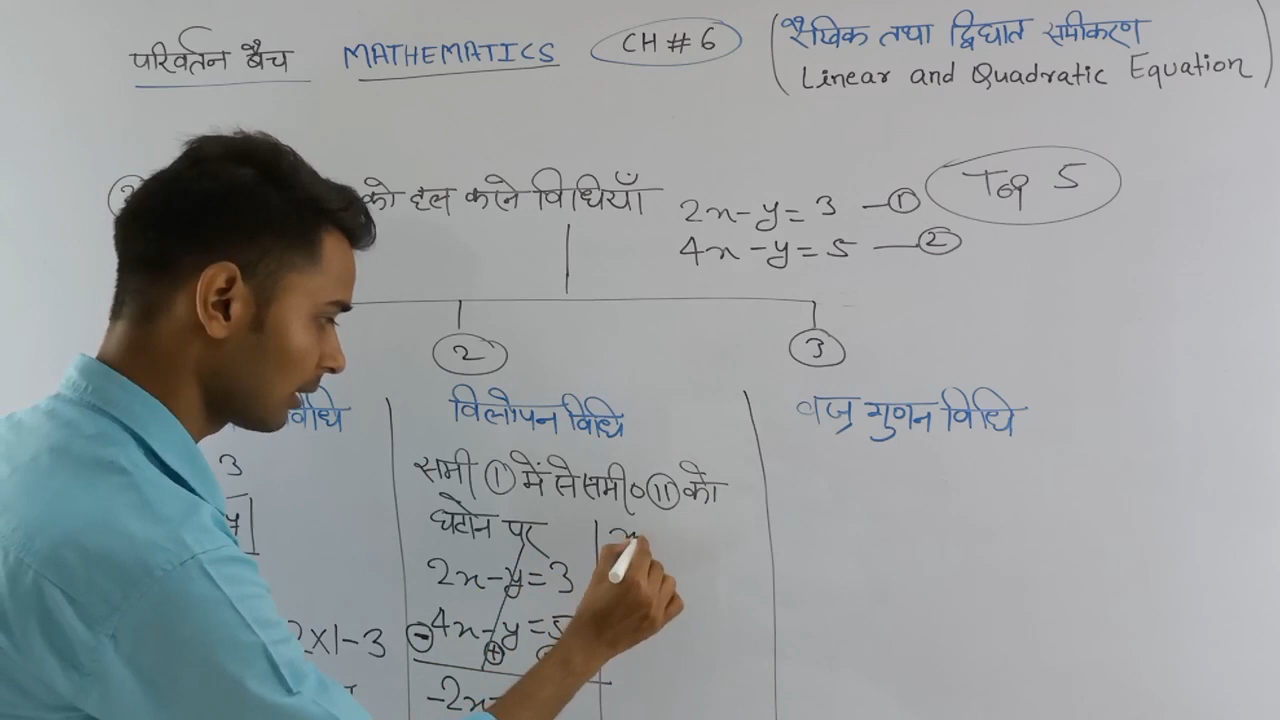 परिवर्तन बैच MATHEMATICS CH # 6 (रैखिक तथा द्विघात समीकरण
Linear and Quadratic Equation)
को हल करने विधियाँ
2x-y=3 —①
4x-y=5 —②
Top 5
2
3
विधि
विलोपन विधि
वज्र गुणन विधि
3
समी ① में से समी० ⑪ को
घटाने पर
2x-y=3
4x-y=5
- +
-2x
x
2×1-3